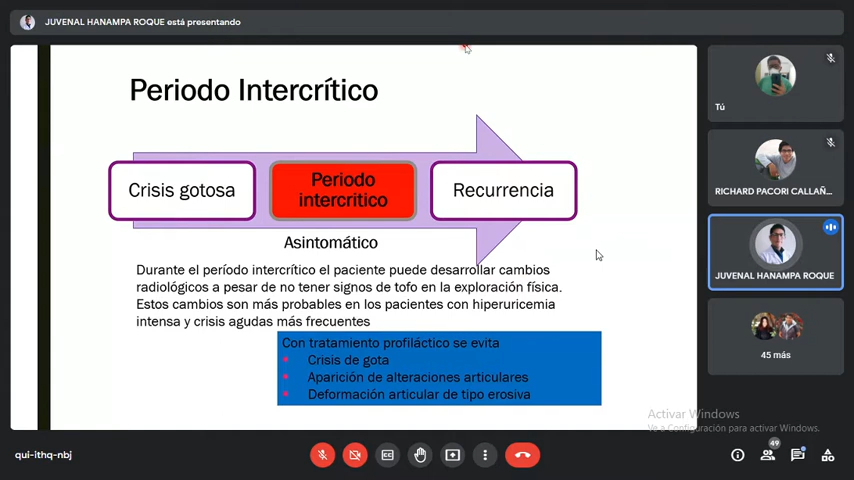 JUVENAL HANAMPA ROQUE está presentando
Periodo Intercrítico
Crisis gotosa
Periodo
intercritico
Recurrencia
Asintomático
Durante el período intercrítico el paciente puede desarrollar cambios
radiológicos a pesar de no tener signos de tofo en la exploración física.
Estos cambios son más probables en los pacientes con hiperuricemia
intensa y crisis agudas más frecuentes
Con tratamiento profiláctico se evita
Crisis de gota
Aparición de alteraciones articulares
Deformación articular de tipo erosiva
Tú
RICHARD PACORI CALLAÑ...
JUVENAL HANAMPA ROQUE
45 más
Activar Windows
Ve a Configuración para activar Windows.
qui-ithq-nbj
CC
49